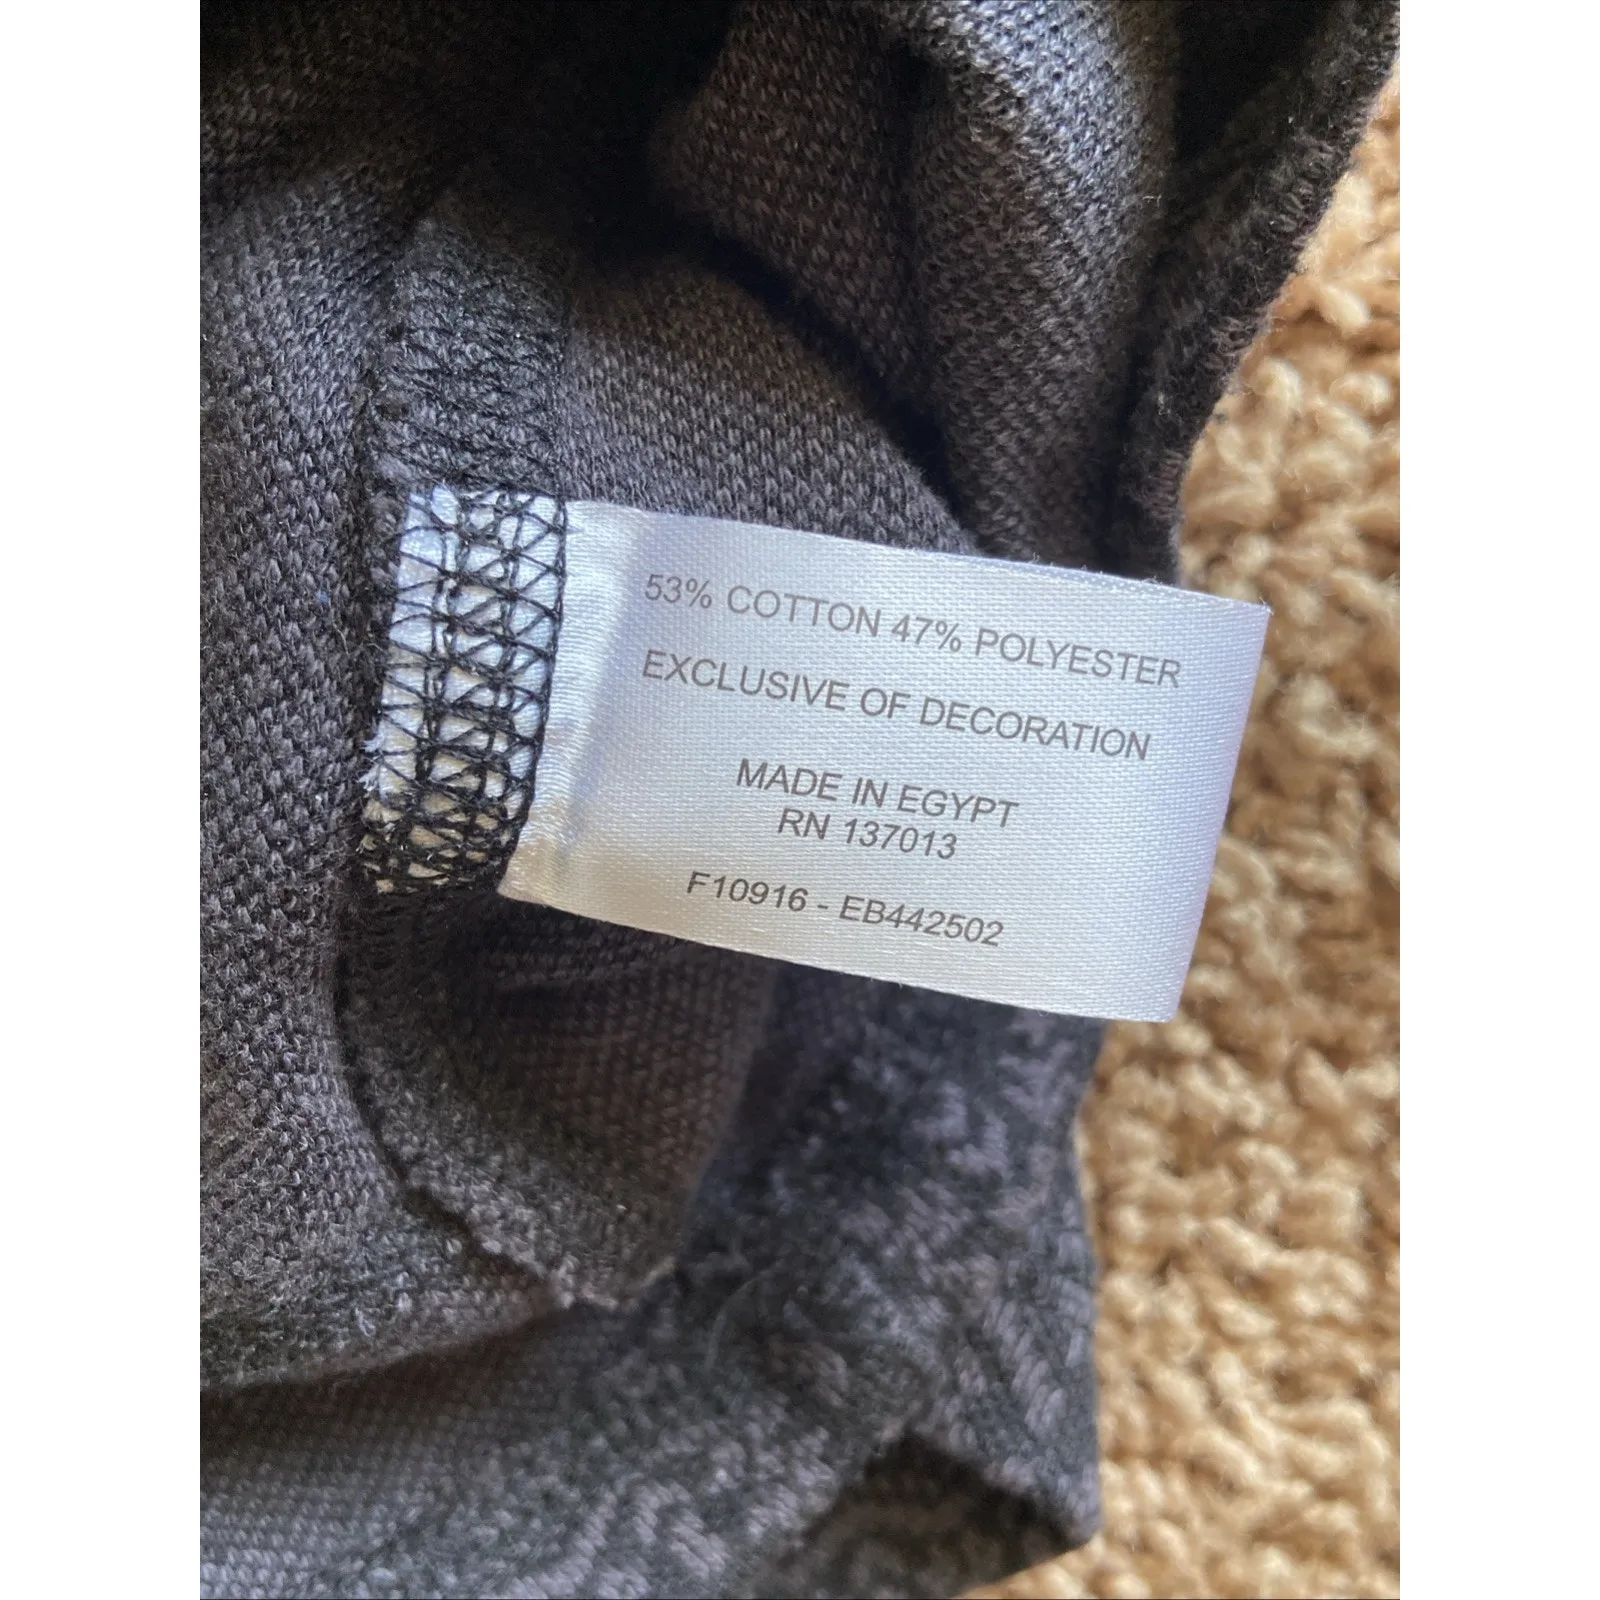 53% COTTON 47% POLYESTER
EXCLUSIVE OF DECORATION
MADE IN EGYPT
RN 137013
F10916 - EB442502